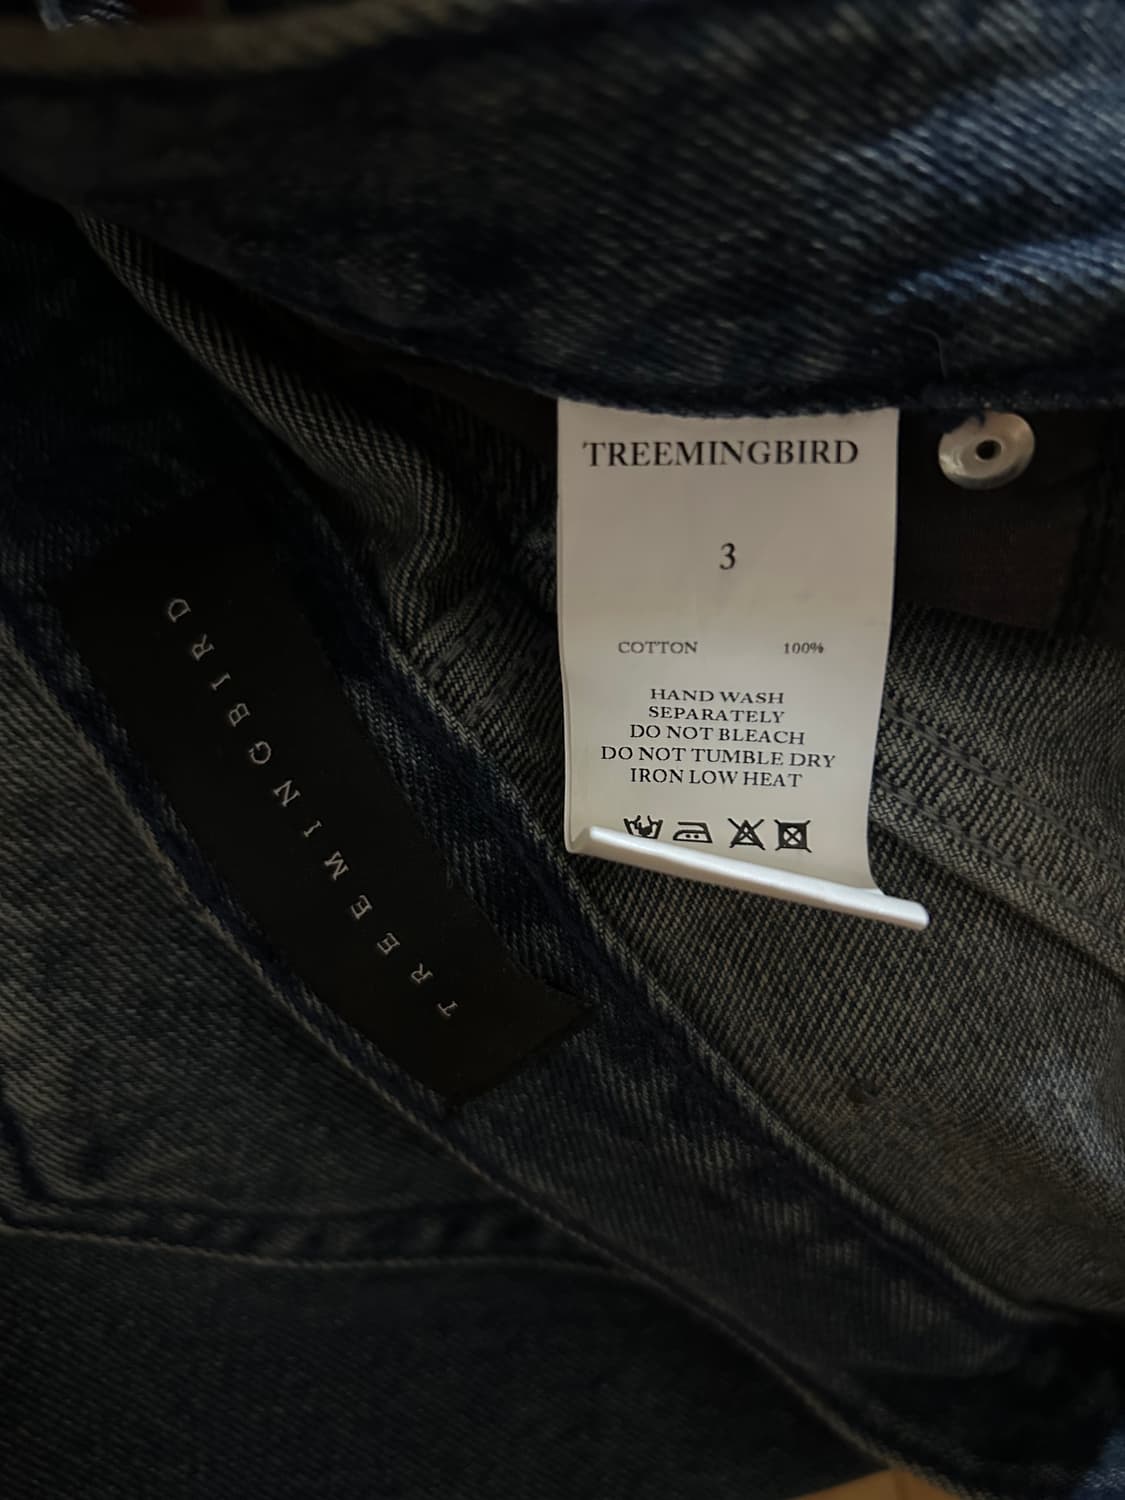 TREEMINGBIRD
3
COTTON 100%
HAND WASH
SEPARATELY
DO NOT BLEACH
DO NOT TUMBLE DRY
IRON LOW HEAT
TREEMINGBIRD